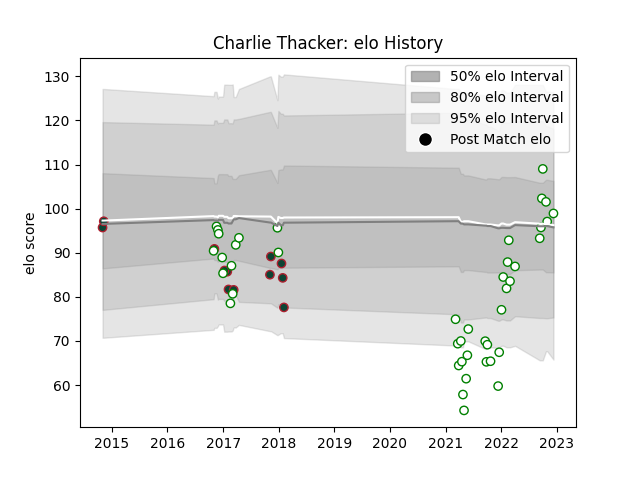 Charlie Thacker: elo History
50% elo Interval
80% elo Interval
95% elo Interval
Post Match elo
elo score
130
120
110
100
90
80
70
60
2015 2016 2017 2018 2019 2020 2021 2022 2023